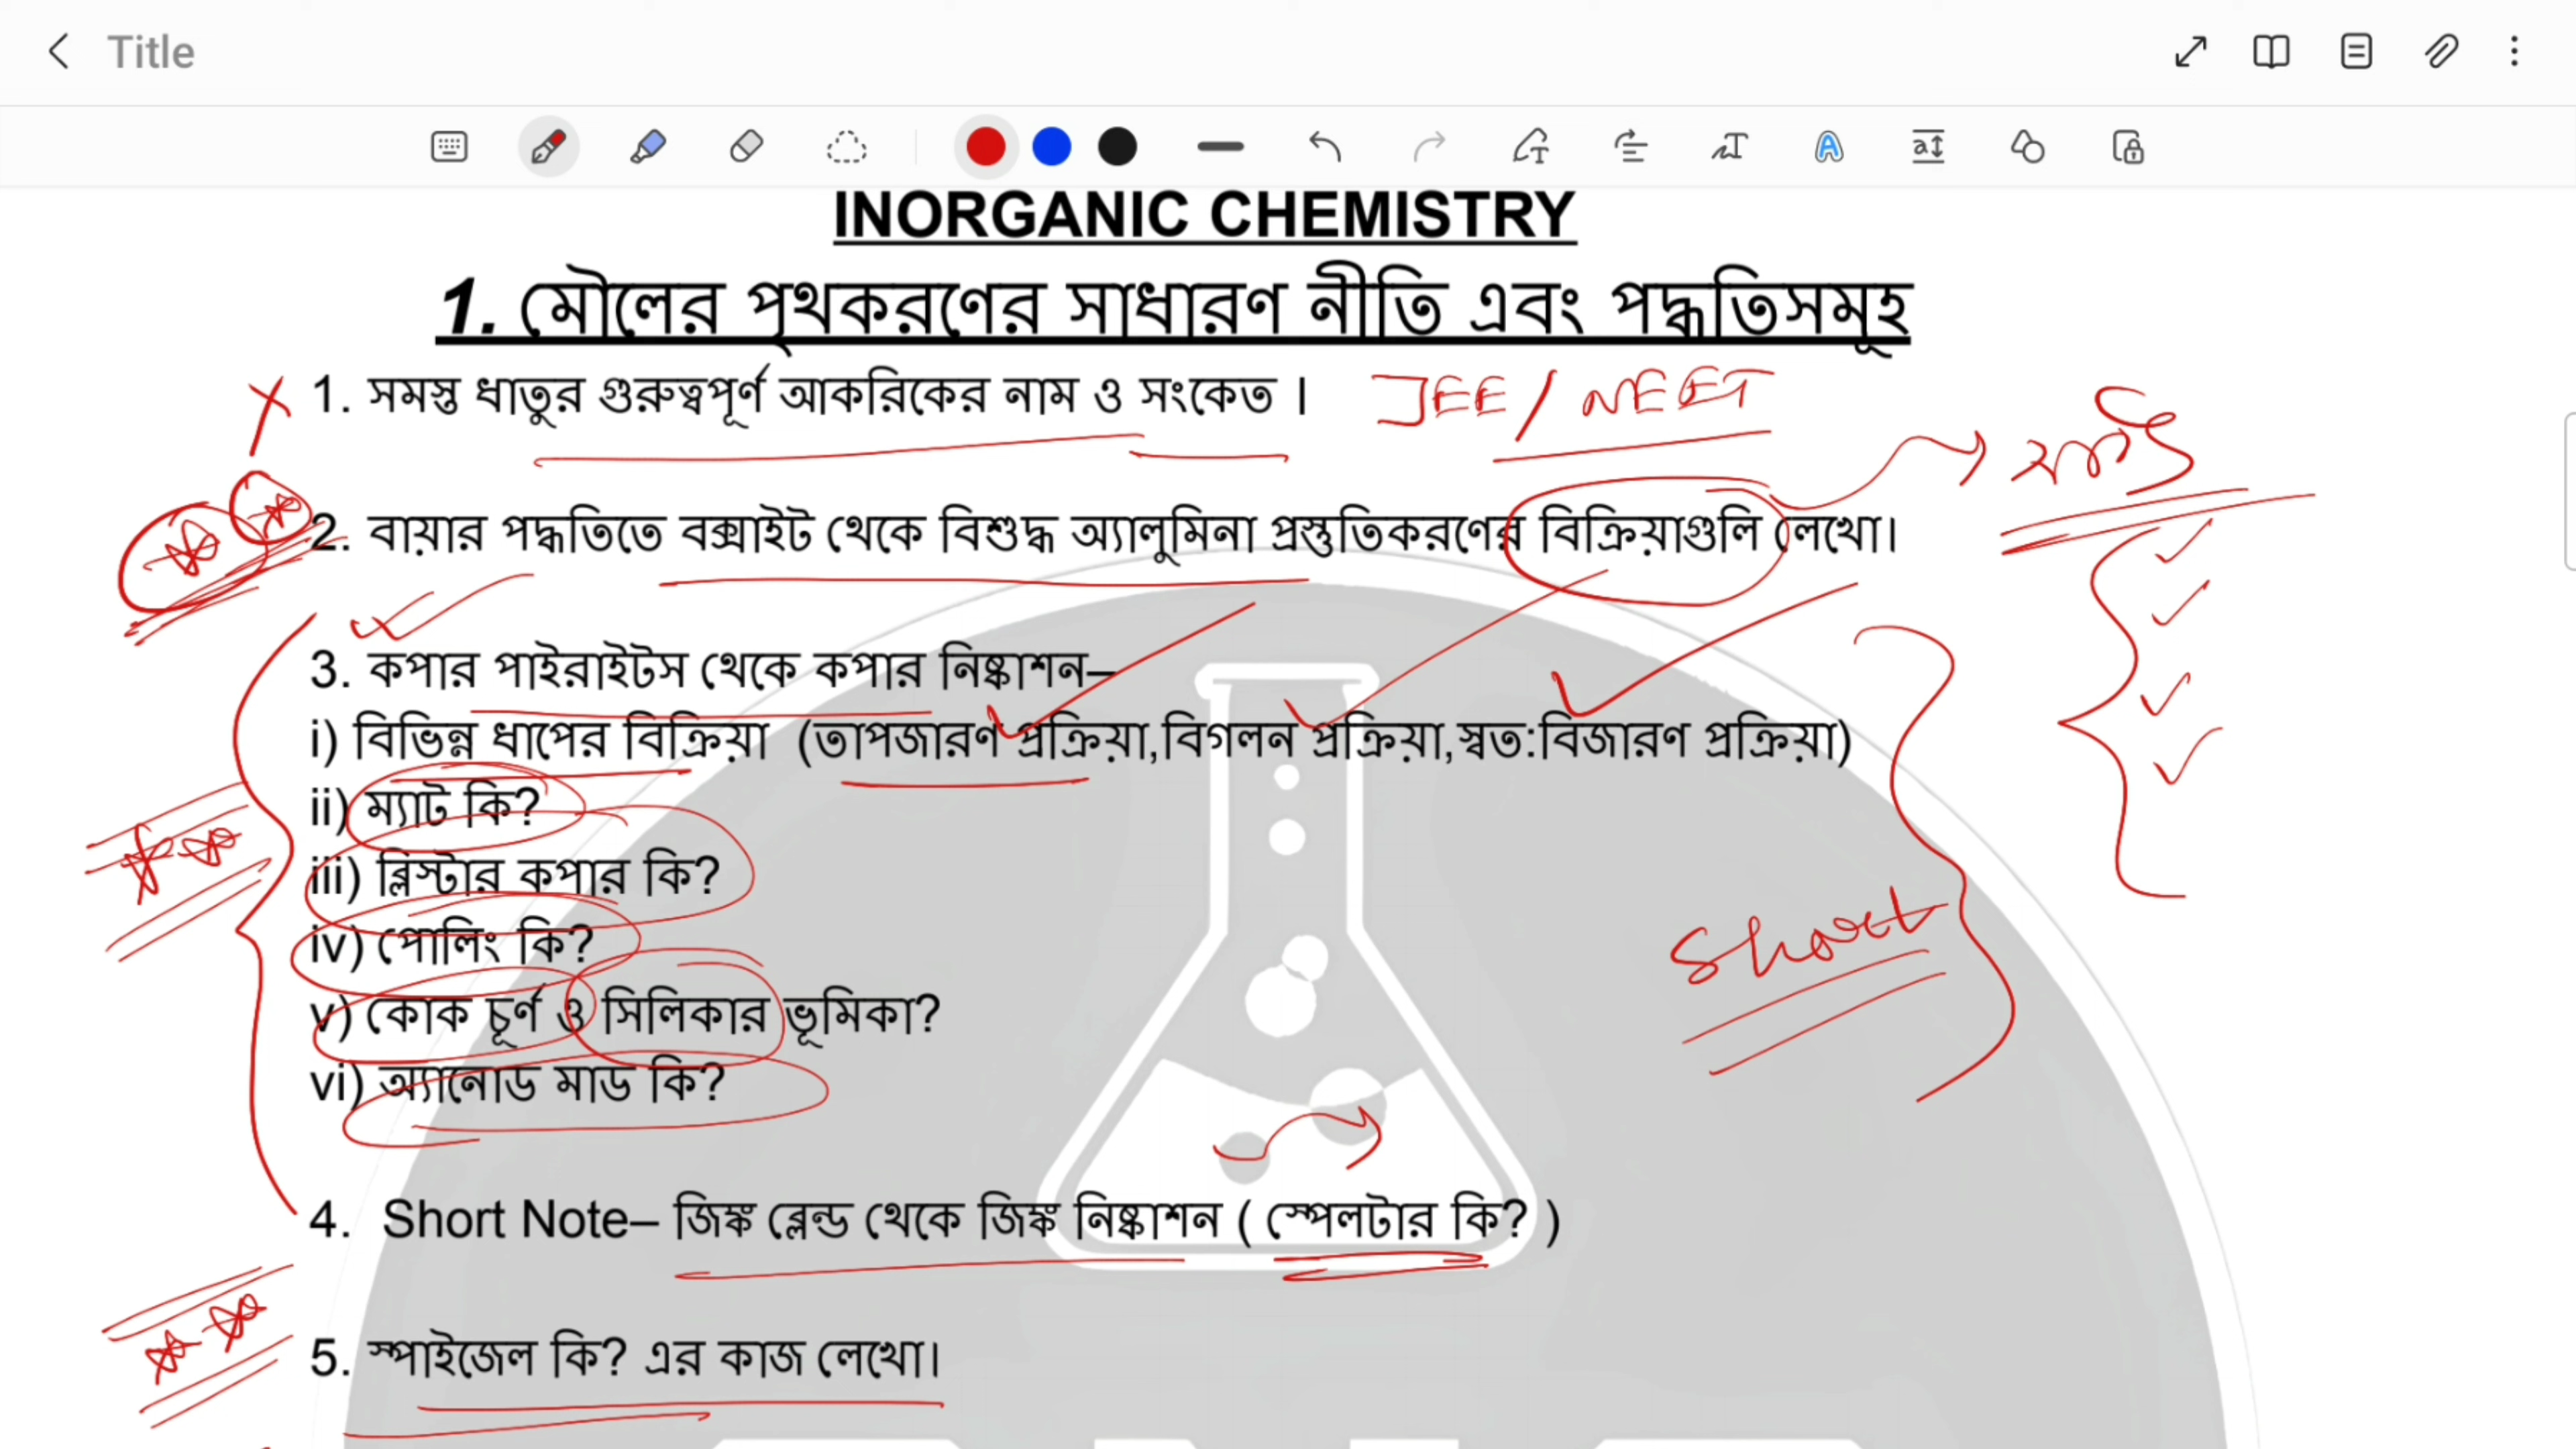 Title
INORGANIC CHEMISTRY
1. মৌলের পৃথকরণের সাধারণ নীতি এবং পদ্ধতিসমূহ
1. সমস্ত ধাতুর গুরুত্বপূর্ণ আকরিকের নাম ও সংকেত । JEE / NEET
2. বায়ার পদ্ধতিতে বক্সাইট থেকে বিশুদ্ধ অ্যালুমিনা প্রস্তুতিকরণের বিক্রিয়াগুলি লেখো।
3. কপার পাইরাইটস থেকে কপার নিষ্কাশন–
i) বিভিন্ন ধাপের বিক্রিয়া (তাপজারণ প্রক্রিয়া,বিগলন প্রক্রিয়া,স্বত:বিজারণ প্রক্রিয়া)
ii) ম্যাট কি?
iii) ব্লিস্টার কপার কি?
iv) পোলিং কি?
Short
v) কোক চূর্ণ ও সিলিকার ভূমিকা?
vi) অ্যানোড মাড কি?
4. Short Note– জিঙ্ক ব্লেন্ড থেকে জিঙ্ক নিষ্কাশন ( স্পেলটার কি? )
5. স্পাইজেল কি? এর কাজ লেখো।